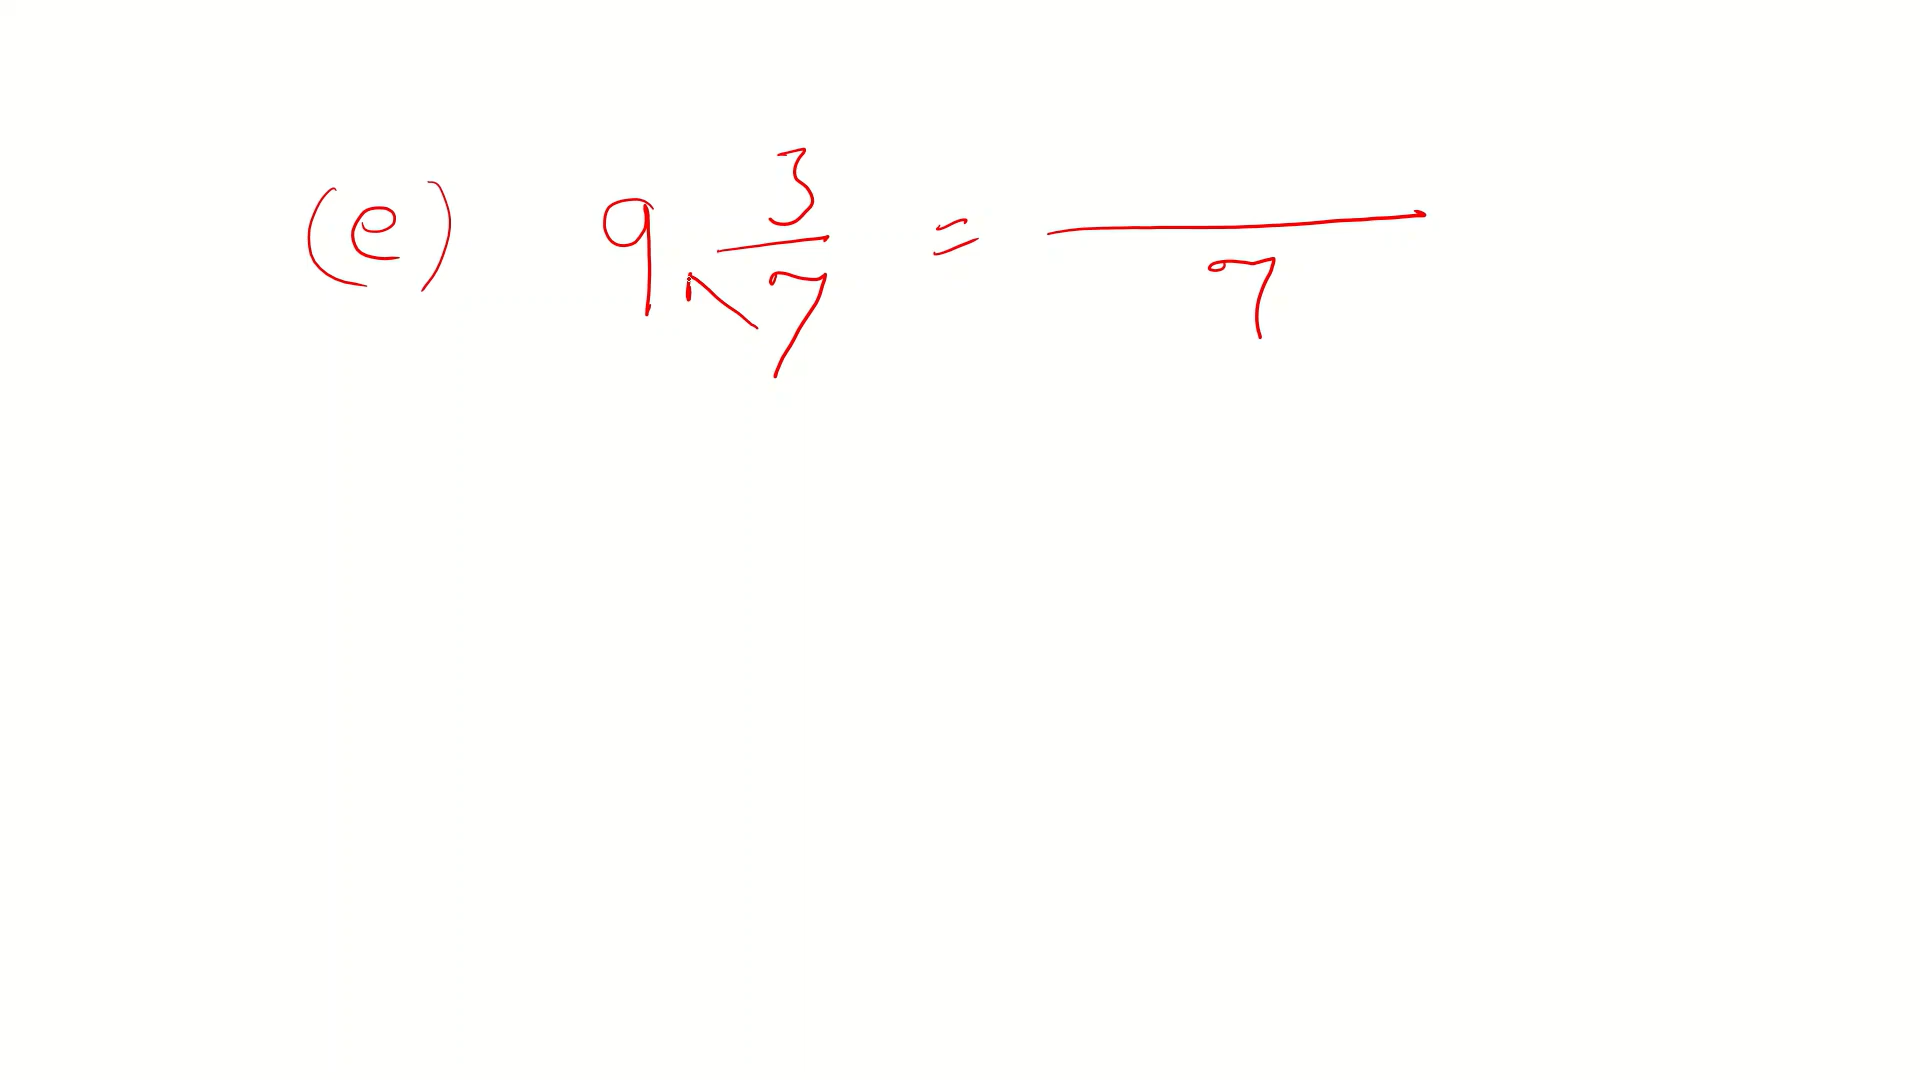 (e) 9 3/7 = /7